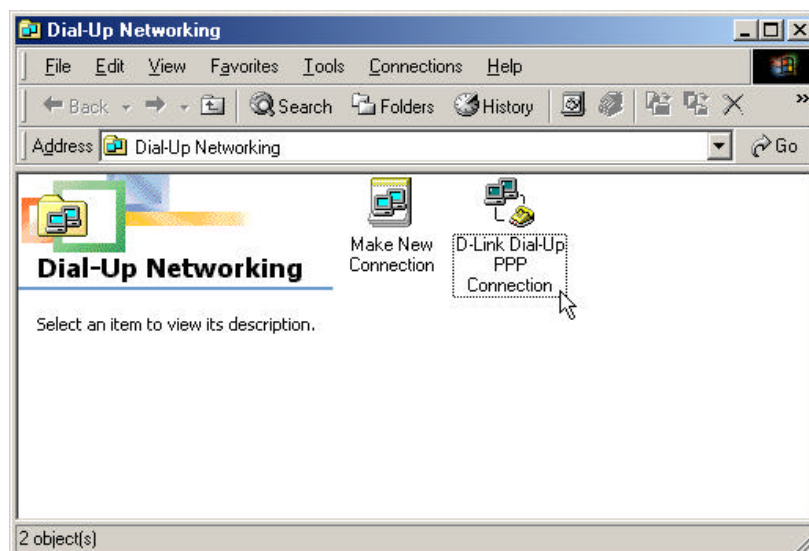 Dial-Up Networking
File Edit View Favorites Tools Connections Help
Back Search Folders History »
Address Dial-Up Networking Go
Make New Connection
D-Link Dial-Up
PPP
Connection
Dial-Up Networking
Select an item to view its description.
2 object(s)